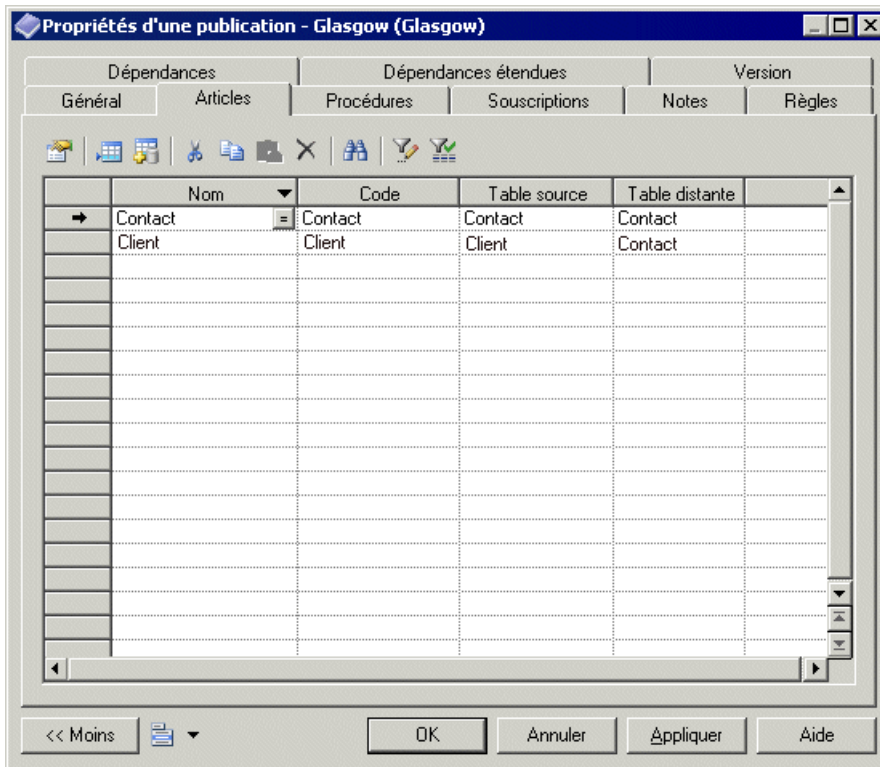 Propriétés d'une publication - Glasgow (Glasgow)
Dépendances Dépendances étendues Version
Général Articles Procédures Souscriptions Notes Règles
Nom Code Table source Table distante
Contact = Contact Contact Contact
Client Client Client Contact
<< Moins OK Annuler Appliquer Aide